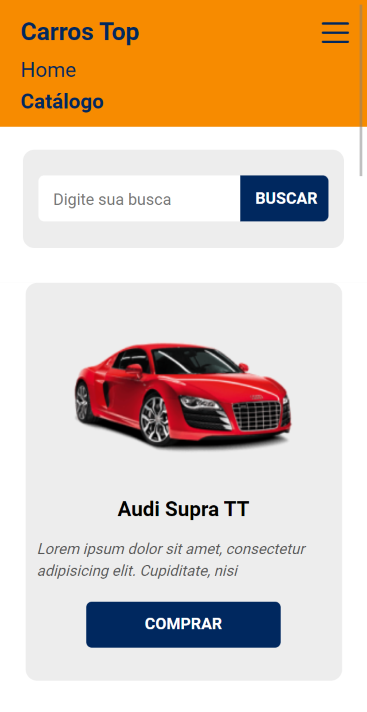 Carros Top
Home
Catálogo
Digite sua busca
BUSCAR
Audi Supra TT
Lorem ipsum dolor sit amet, consectetur
adipisicing elit. Cupiditate, nisi
COMPRAR